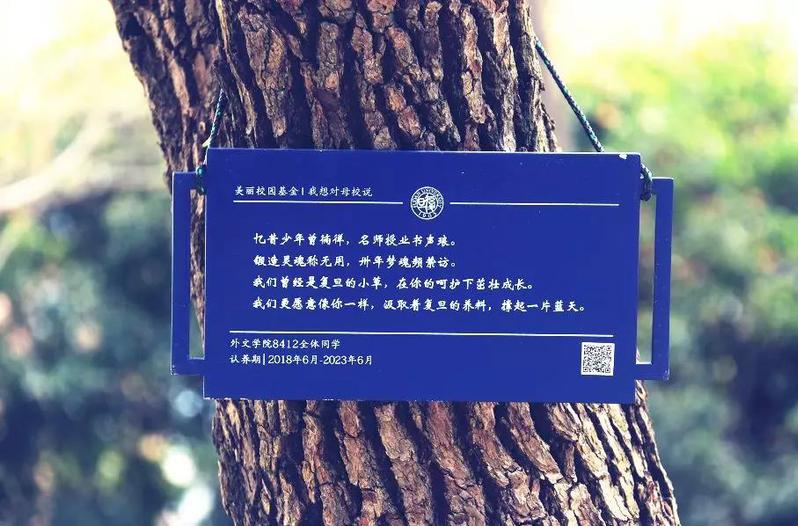 美丽校园基金 | 我想对母校说
忆昔少年曾徜徉，名师授业书声琅。
锻造灵魂称无用，卅年梦魂频萦访。
我们曾经是复旦的小草，在你的呵护下茁壮成长。
我们更愿意像你一样，汲取着复旦的养料，撑起一片蓝天。
外文学院8412全体同学
认养期 | 2018年6月-2023年6月